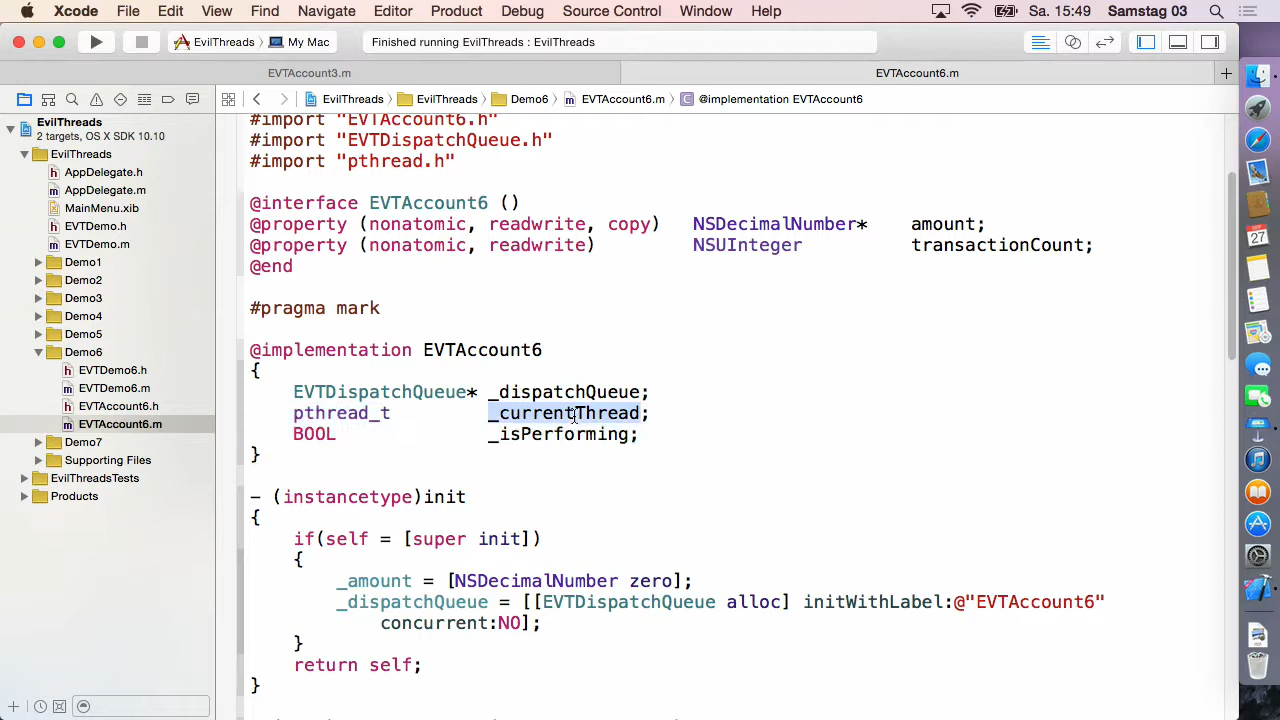 Xcode File Edit View Find Navigate Editor Product Debug Source Control Window Help Sa. 15:49 Samstag 03
EvilThreads My Mac Finished running EvilThreads : EvilThreads
EVTAccount3.m EVTAccount6.m
EvilThreads EvilThreads Demo6 EVTAccount6.m @implementation EVTAccount6
EvilThreads
2 targets, OS X SDK 10.10
EvilThreads
AppDelegate.h
AppDelegate.m
MainMenu.xib
EVTDemo.h
EVTDemo.m
Demo1
Demo2
Demo3
Demo4
Demo5
Demo6
EVTDemo6.h
EVTDemo6.m
EVTAccount6.h
EVTAccount6.m
Demo7
Supporting Files
EvilThreadsTests
Products
#import "EVTAccount6.h"
#import "EVTDispatchQueue.h"
#import "pthread.h"
@interface EVTAccount6 ()
@property (nonatomic, readwrite, copy) NSDecimalNumber* amount;
@property (nonatomic, readwrite) NSUInteger transactionCount;
@end
#pragma mark
@implementation EVTAccount6
{
EVTDispatchQueue* _dispatchQueue;
pthread_t _currentThread;
BOOL _isPerforming;
}
- (instancetype)init
{
if(self = [super init])
{
_amount = [NSDecimalNumber zero];
_dispatchQueue = [[EVTDispatchQueue alloc] initWithLabel:@"EVTAccount6"
concurrent:NO];
}
return self;
}
27